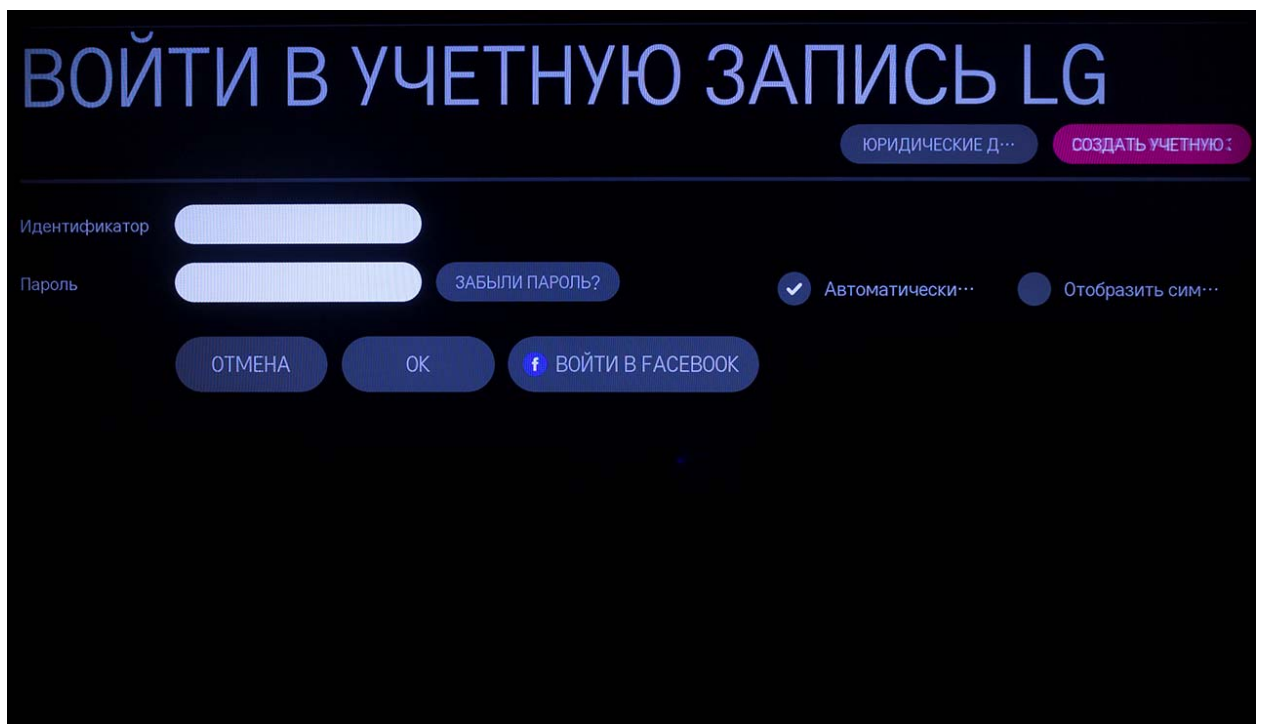 ВОЙТИ В УЧЕТНУЮ ЗАПИСЬ LG
ЮРИДИЧЕСКИЕ Д… СОЗДАТЬ УЧЕТНУЮ
Идентификатор
Пароль ЗАБЫЛИ ПАРОЛЬ? Автоматически… Отобразить сим…
ОТМЕНА OK f ВОЙТИ В FACEBOOK